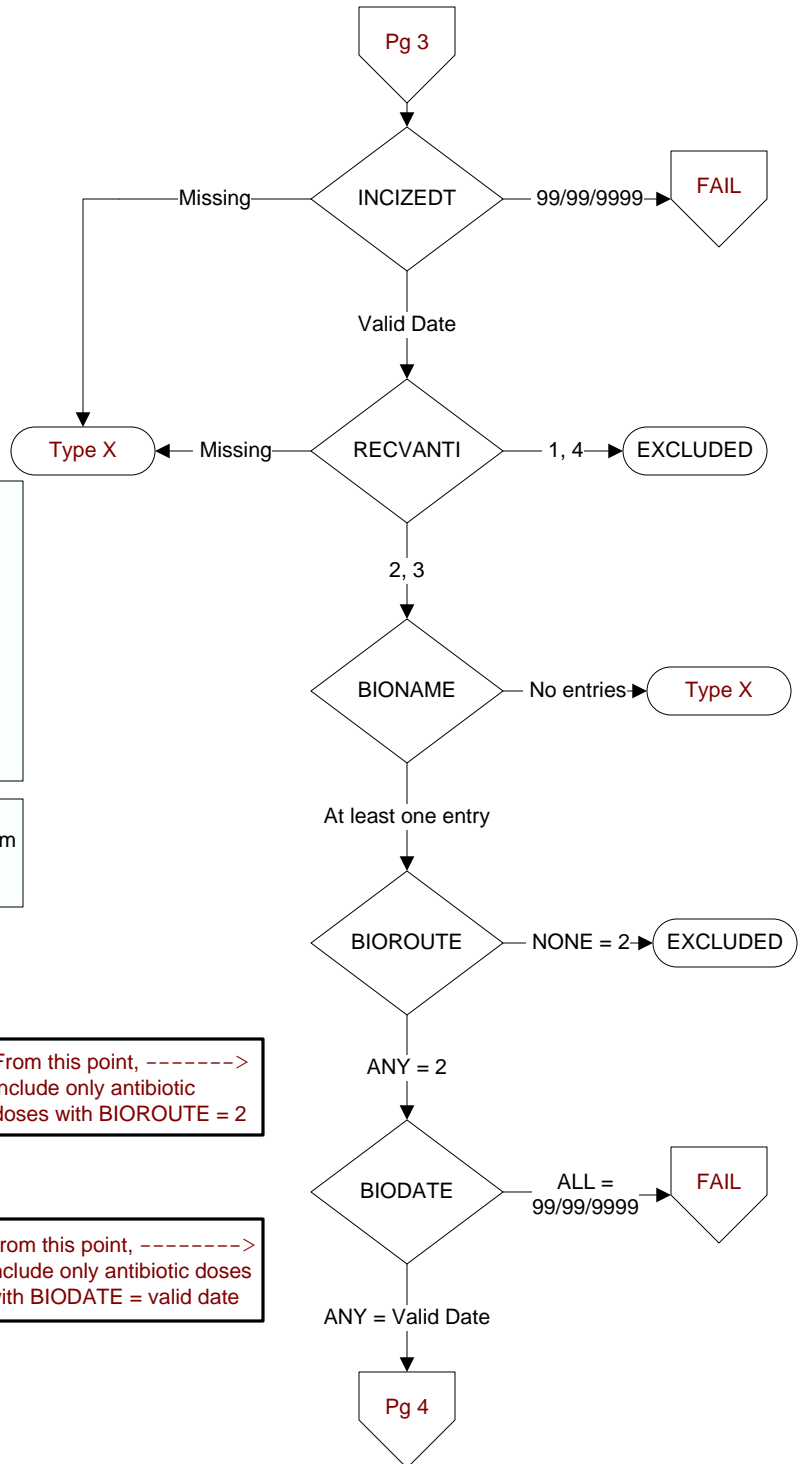 Pg 3
Missing
INCIZEDT
99/99/9999
FAIL
Valid Date
Type X
Missing
RECVANTI
1, 4
EXCLUDED
2, 3
BIONAME
No entries
Type X
At least one entry
BIOROUTE
NONE = 2
EXCLUDED
From this point, ------->
include only antibiotic
doses with BIOROUTE = 2
ANY = 2
BIODATE
ALL =
99/99/9999
FAIL
From this point, -------->
include only antibiotic doses
with BIODATE = valid date
ANY = Valid Date
Pg 4